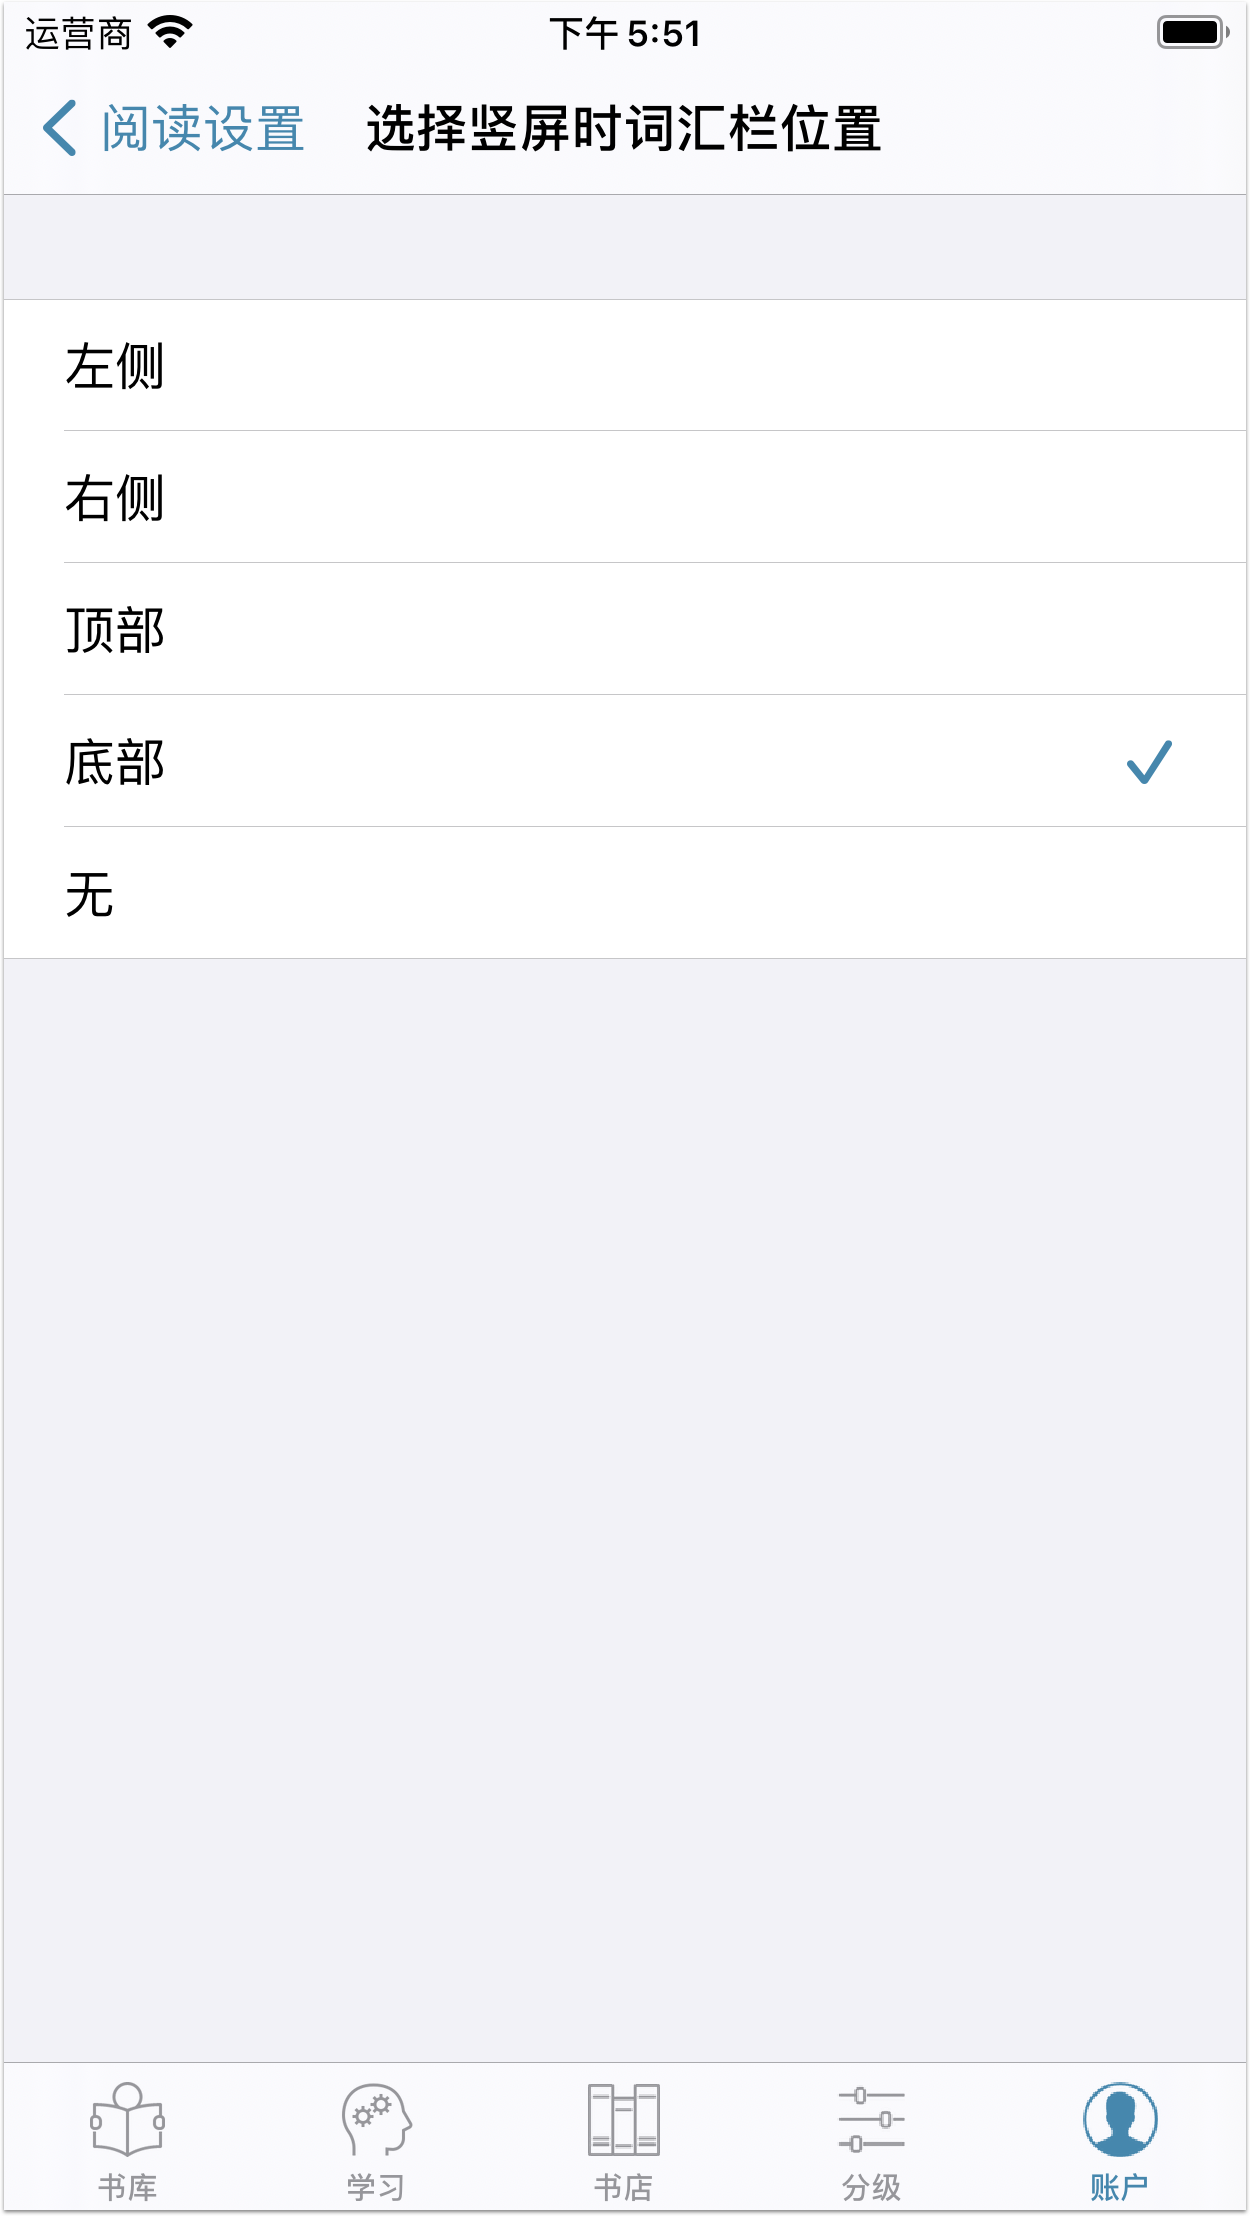 运营商 下午 5:51
阅读设置 选择竖屏时词汇栏位置
左侧
右侧
顶部
底部
无
书库 学习 书店 分级 账户